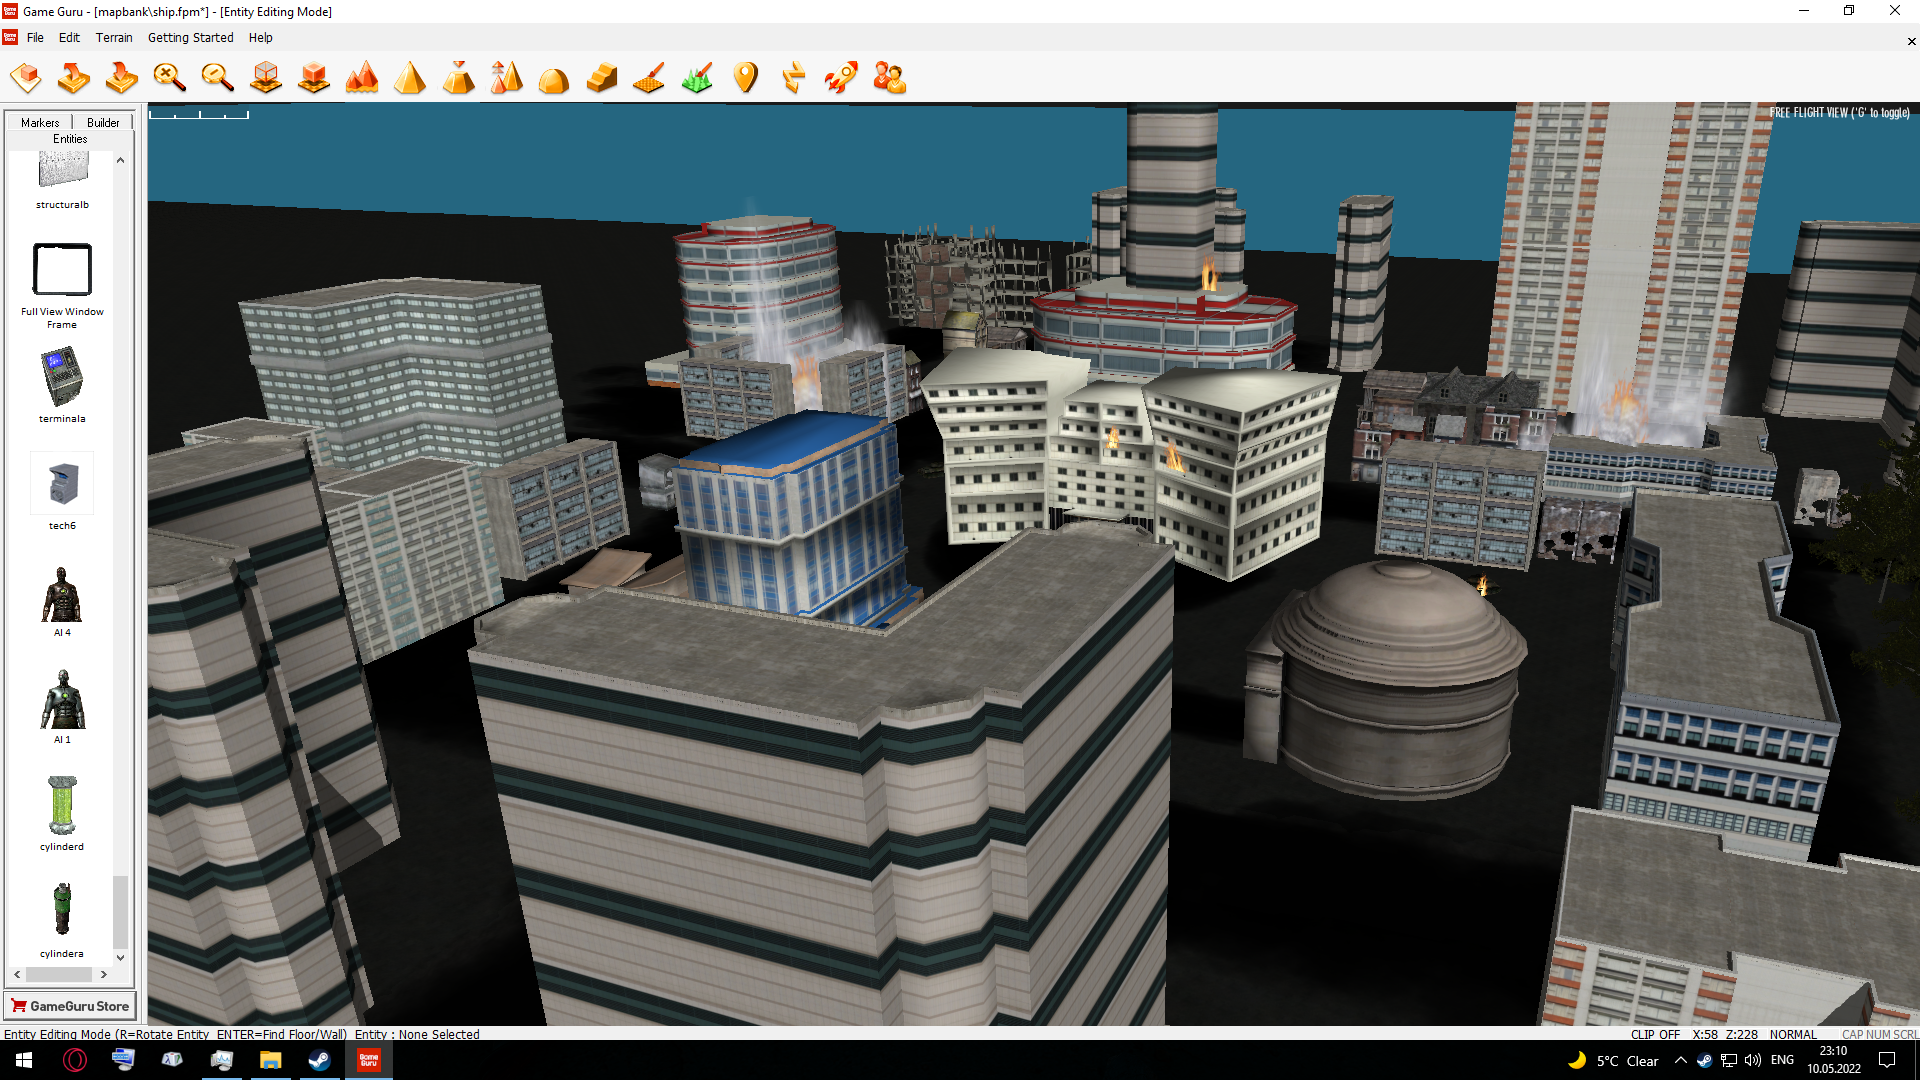 Game Guru - [mapbank\ship.fpm*] - [Entity Editing Mode]
File Edit Terrain Getting Started Help
Markers Builder
Entities
FREE FLIGHT VIEW ('G' to toggle)
structuralb
Full View Window
Frame
terminala
tech6
AI 4
AI 1
cylinderd
cylindera
GameGuru Store
Entity Editing Mode (R=Rotate Entity ENTER=Find Floor/Wall) Entity : None Selected
CLIP OFF X:58 Z:228 NORMAL CAP NUM SCRL
Game
Guru
5°C Clear
ENG
23:10
10.05.2022